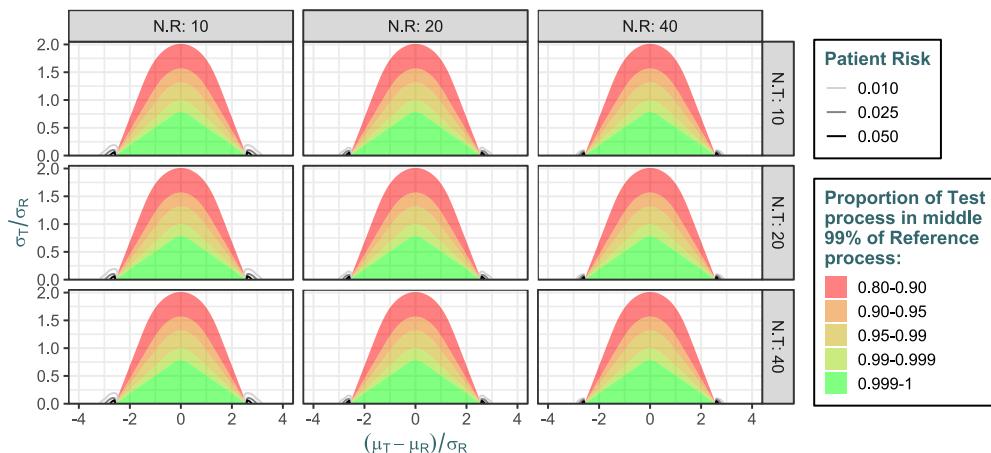 N.R: 10
N.R: 20
N.R: 40
2.0
1.5
1.0
0.5
0.0
N.T: 10
2.0
1.5
1.0
0.5
0.0
N.T: 20
2.0
1.5
1.0
0.5
0.0
N.T: 40
σT/σR
-4 -2 0 2 4
-4 -2 0 2 4
-4 -2 0 2 4
(μT − μR)/σR
Patient Risk
0.010
0.025
0.050
Proportion of Test
process in middle
99% of Reference
process:
0.80-0.90
0.90-0.95
0.95-0.99
0.99-0.999
0.999-1